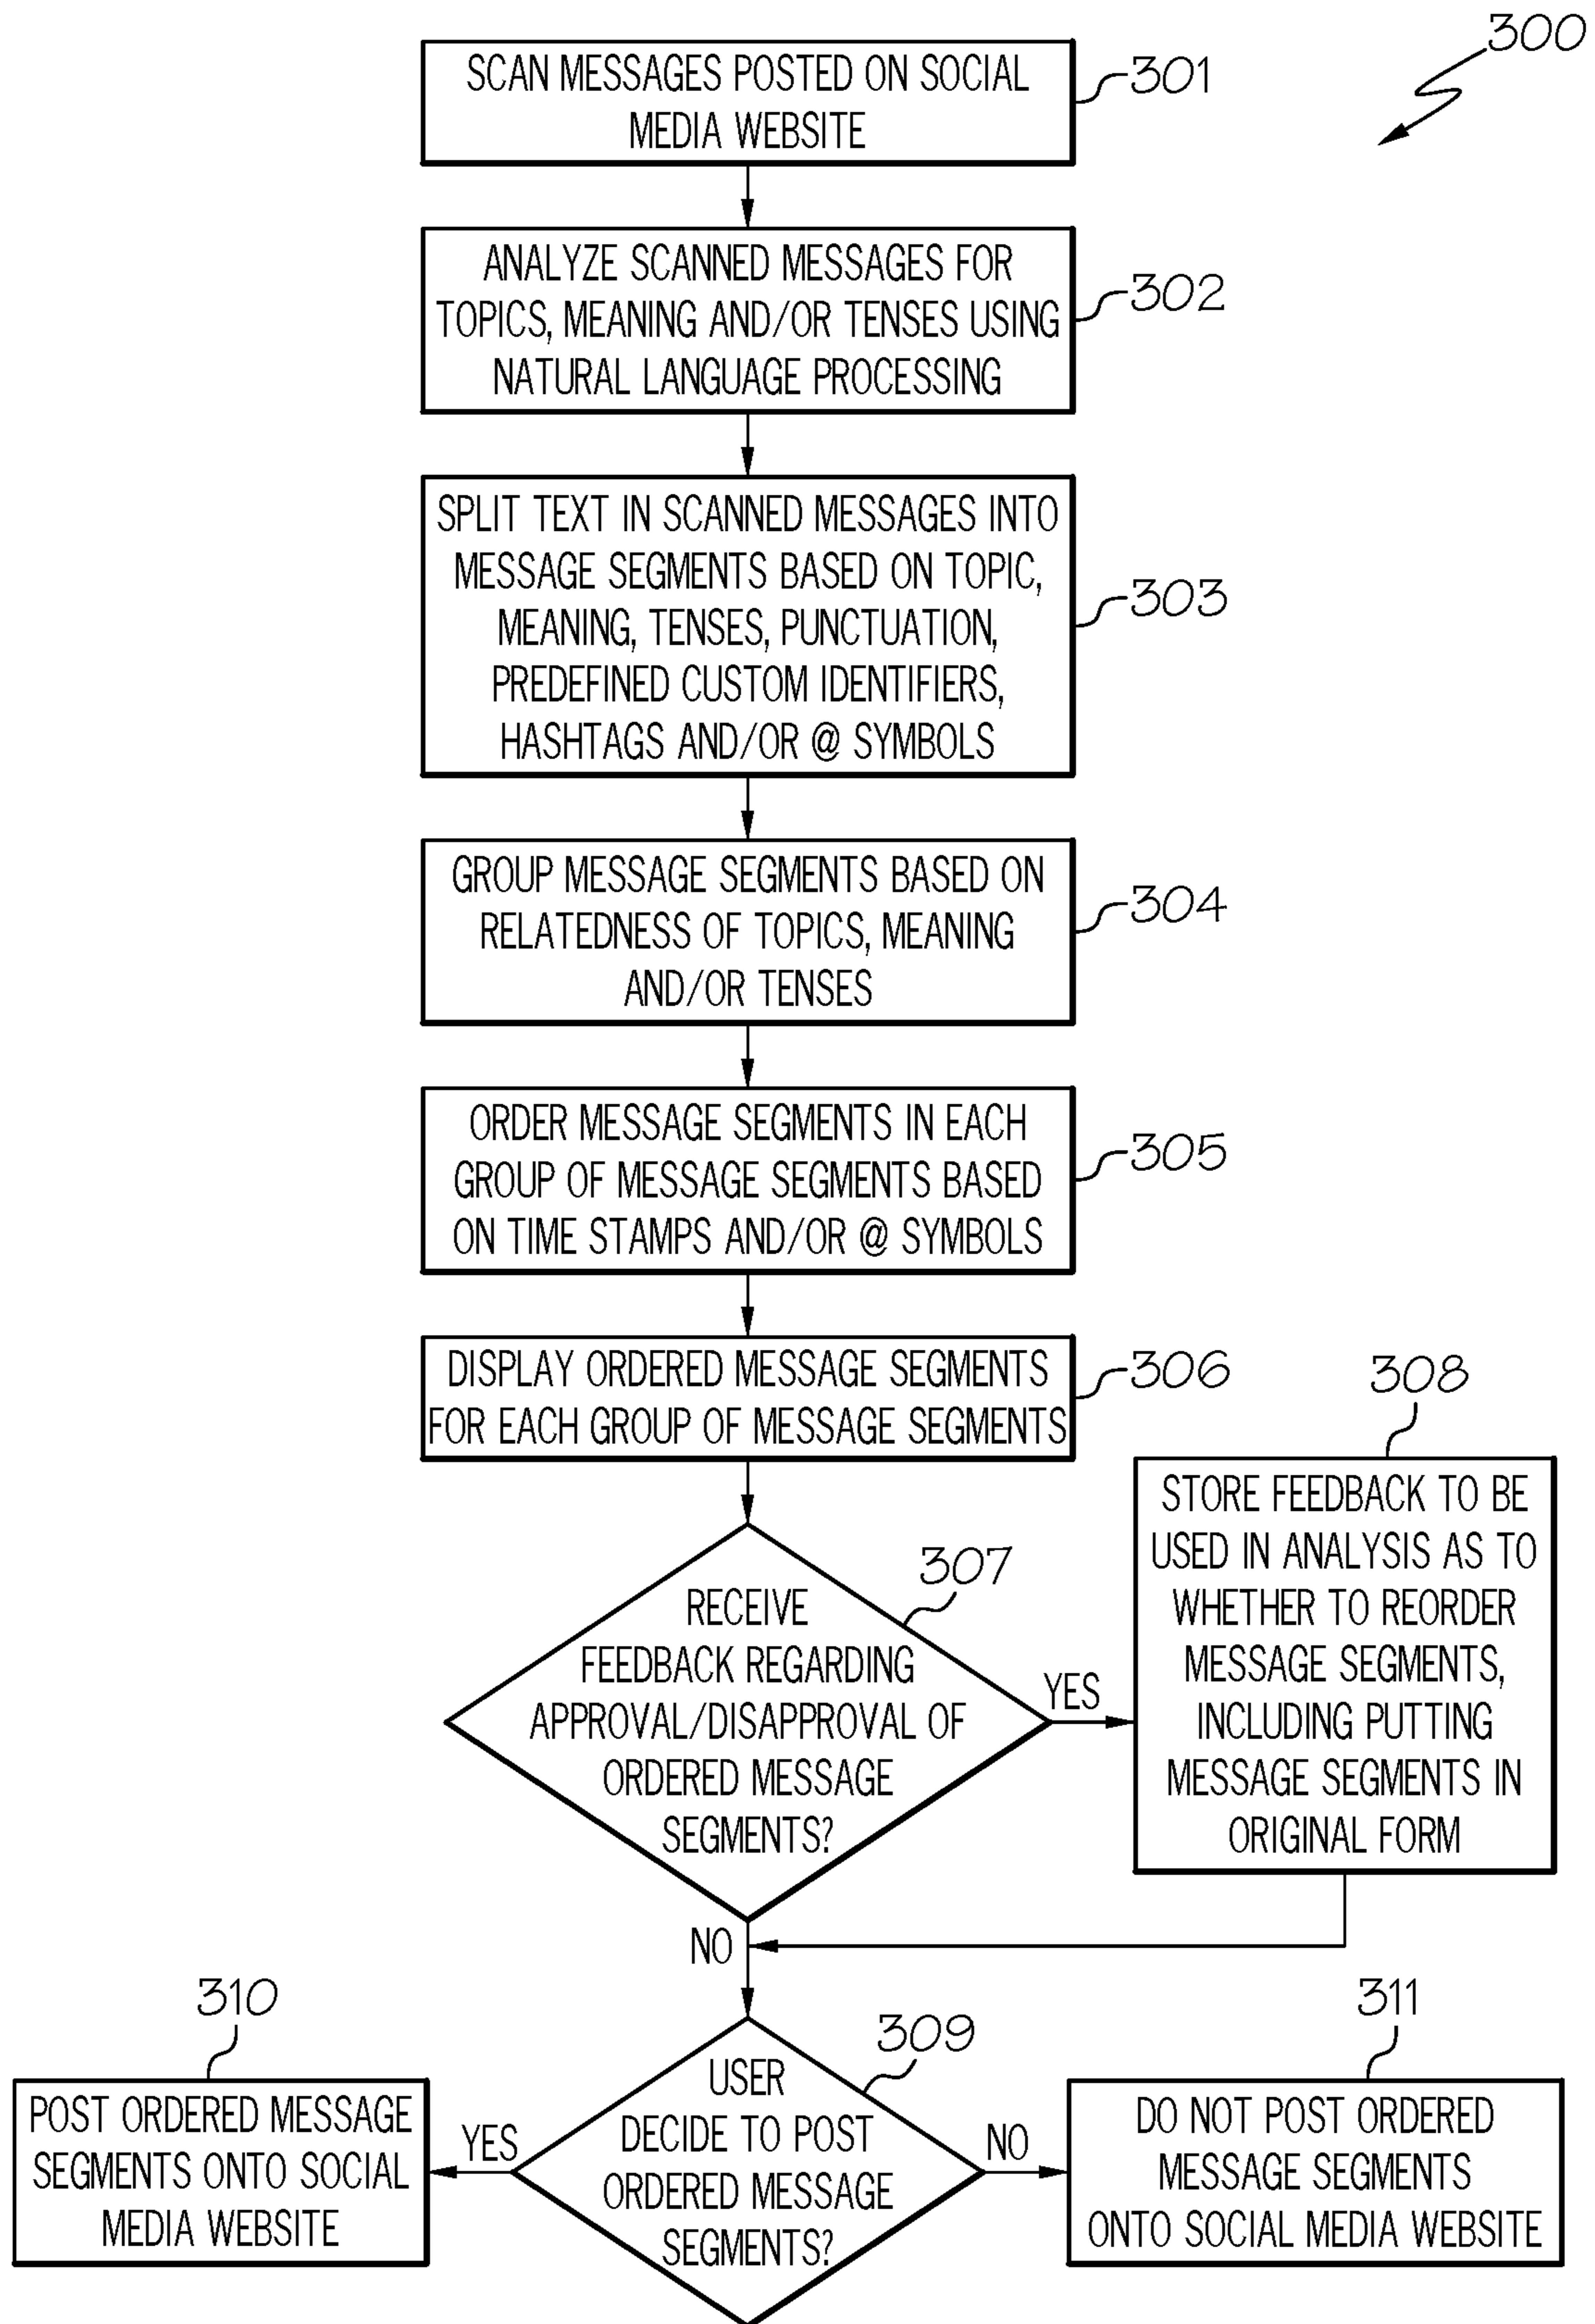 300
SCAN MESSAGES POSTED ON SOCIAL
MEDIA WEBSITE
301
ANALYZE SCANNED MESSAGES FOR
TOPICS, MEANING AND/OR TENSES USING
NATURAL LANGUAGE PROCESSING
302
SPLIT TEXT IN SCANNED MESSAGES INTO
MESSAGE SEGMENTS BASED ON TOPIC,
MEANING, TENSES, PUNCTUATION,
PREDEFINED CUSTOM IDENTIFIERS,
HASHTAGS AND/OR @ SYMBOLS
303
GROUP MESSAGE SEGMENTS BASED ON
RELATEDNESS OF TOPICS, MEANING
AND/OR TENSES
304
ORDER MESSAGE SEGMENTS IN EACH
GROUP OF MESSAGE SEGMENTS BASED
ON TIME STAMPS AND/OR @ SYMBOLS
305
DISPLAY ORDERED MESSAGE SEGMENTS
FOR EACH GROUP OF MESSAGE SEGMENTS
306
RECEIVE
FEEDBACK REGARDING
APPROVAL/DISAPPROVAL OF
ORDERED MESSAGE
SEGMENTS?
307
YES
308
STORE FEEDBACK TO BE
USED IN ANALYSIS AS TO
WHETHER TO REORDER
MESSAGE SEGMENTS,
INCLUDING PUTTING
MESSAGE SEGMENTS IN
ORIGINAL FORM
NO
USER
DECIDE TO POST
ORDERED MESSAGE
SEGMENTS?
309
YES
310
POST ORDERED MESSAGE
SEGMENTS ONTO SOCIAL
MEDIA WEBSITE
NO
311
DO NOT POST ORDERED
MESSAGE SEGMENTS
ONTO SOCIAL MEDIA WEBSITE